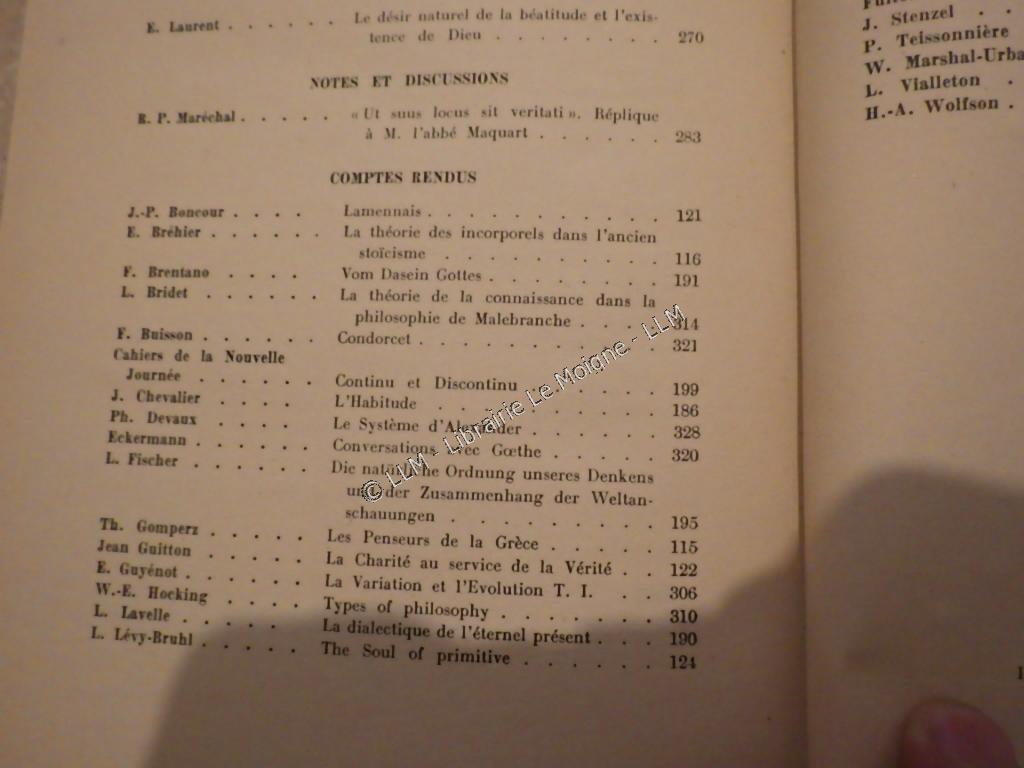 E. Laurent . . . . . . Le désir naturel de la béatitude et l'exis-
tence de Dieu . . . . . . . . 270
NOTES ET DISCUSSIONS
R. P. Maréchal . . . . . « Ut suus locus sit veritati ». Réplique
à M. l'abbé Maquart . . . . . . 283
COMPTES RENDUS
J.-P. Boncour . . . . Lamennais . . . . . . . . . . . 121
E. Bréhier . . . . . . La théorie des incorporels dans l'ancien
stoïcisme . . . . . . . . . . 116
F. Brentano . . . . Vom Dasein Gottes . . . . . . . . 191
L. Bridet . . . . . . La théorie de la connaissance dans la
philosophie de Malebranche . . . . 314
F. Buisson . . . . . . Condorcet . . . . . . . . . . . 321
Cahiers de la Nouvelle
Journée . . . . . . Continu et Discontinu . . . . . . 199
J. Chevalier . . . . L'Habitude . . . . . . . . . 186
Ph. Devaux . . . . Le Système d'Alexander . . . . . . 328
Eckermann . . . . . . Conversations avec Gœthe . . . . . 320
L. Fischer . . . . . . Die natürliche Ordnung unseres Denkens
und der Zusammenhang der Weltan-
schauungen . . . . . . . . . 195
Th. Gomperz . . . . . Les Penseurs de la Grèce . . . . . 115
Jean Guitton . . . . . La Charité au service de la Vérité . . 122
E. Guyénot . . . . . . La Variation et l'Evolution T. I. . . 306
W.-E. Hocking . . . . Types of philosophy . . . . . . . 310
L. Lavelle . . . . . . La dialectique de l'éternel présent . . . 190
L. Lévy-Bruhl . . . . . The Soul of primitive . . . . . . 124
J. Stenzel . .
P. Teissonnière
W. Marshal-Urba
L. Vialleton .
H.-A. Wolfson .
© LLM - Librairie Le Moigne - LLM